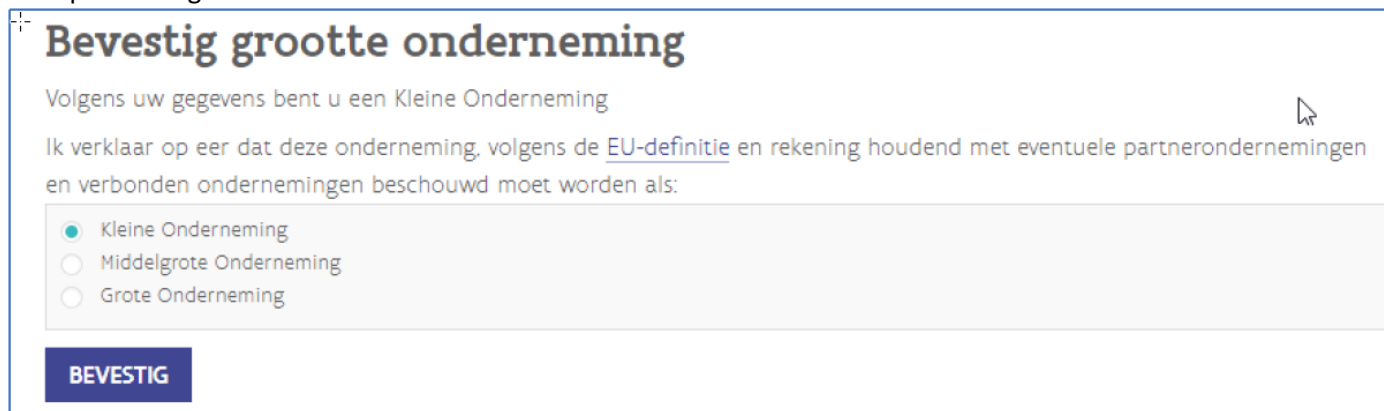 Bevestig grootte onderneming
Volgens uw gegevens bent u een Kleine Onderneming
Ik verklaar op eer dat deze onderneming, volgens de EU-definitie en rekening houdend met eventuele partnerondernemingen
en verbonden ondernemingen beschouwd moet worden als:
Kleine Onderneming
Middelgrote Onderneming
Grote Onderneming
BEVESTIG